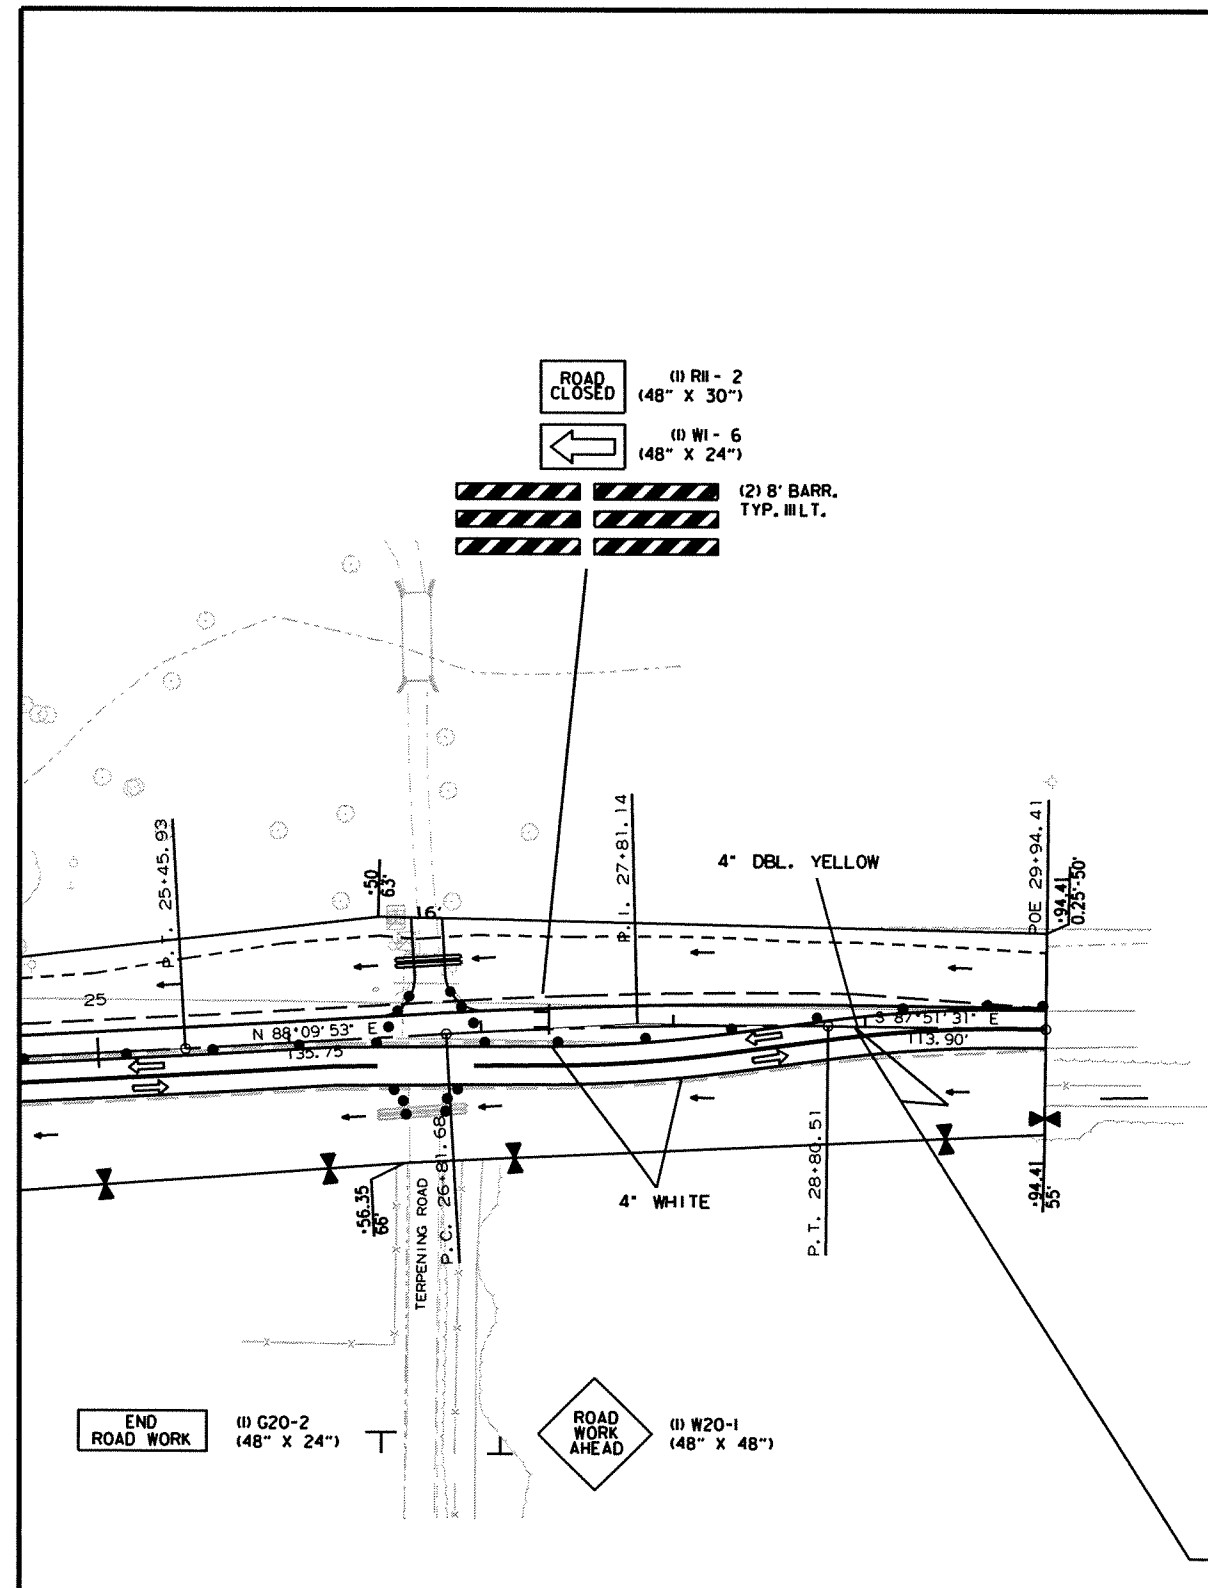 ROAD
CLOSED
(1) R11 - 2
(48" X 30")
(1) W1 - 6
(48" X 24")
(2) 8' BARR.
TYP. III LT.
P.T. 25+45.93
+50
63'
16'
P.I. 27+81.14
4" DBL. YELLOW
POE 29+94.41
+94.41
0.25'-50'
25
N 88°09'53" E
135.75'
S 87°51'31" E
113.90'
+56.35
66'
TERPENING ROAD
P.C. 26+81.68
4" WHITE
P.T. 28+80.51
+94.41
55'
END
ROAD WORK
(1) G20-2
(48" X 24")
ROAD
WORK
AHEAD
(1) W20-1
(48" X 48")